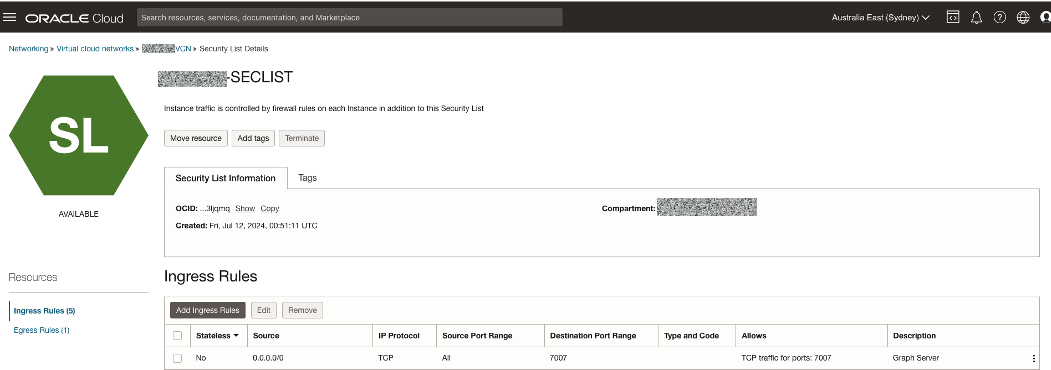 ORACLE Cloud
Search resources, services, documentation, and Marketplace
Australia East (Sydney)
Networking » Virtual cloud networks » VCN » Security List Details
SL
AVAILABLE
-SECLIST
Instance traffic is controlled by firewall rules on each Instance in addition to this Security List
Move resource Add tags Terminate
Security List Information Tags
OCID: ...3ljqmq Show Copy
Compartment:
Created: Fri, Jul 12, 2024, 00:51:11 UTC
Resources
Ingress Rules (5)
Egress Rules (1)
Ingress Rules
Add Ingress Rules Edit Remove
Stateless Source IP Protocol Source Port Range Destination Port Range Type and Code Allows Description
No 0.0.0.0/0 TCP All 7007 TCP traffic for ports: 7007 Graph Server